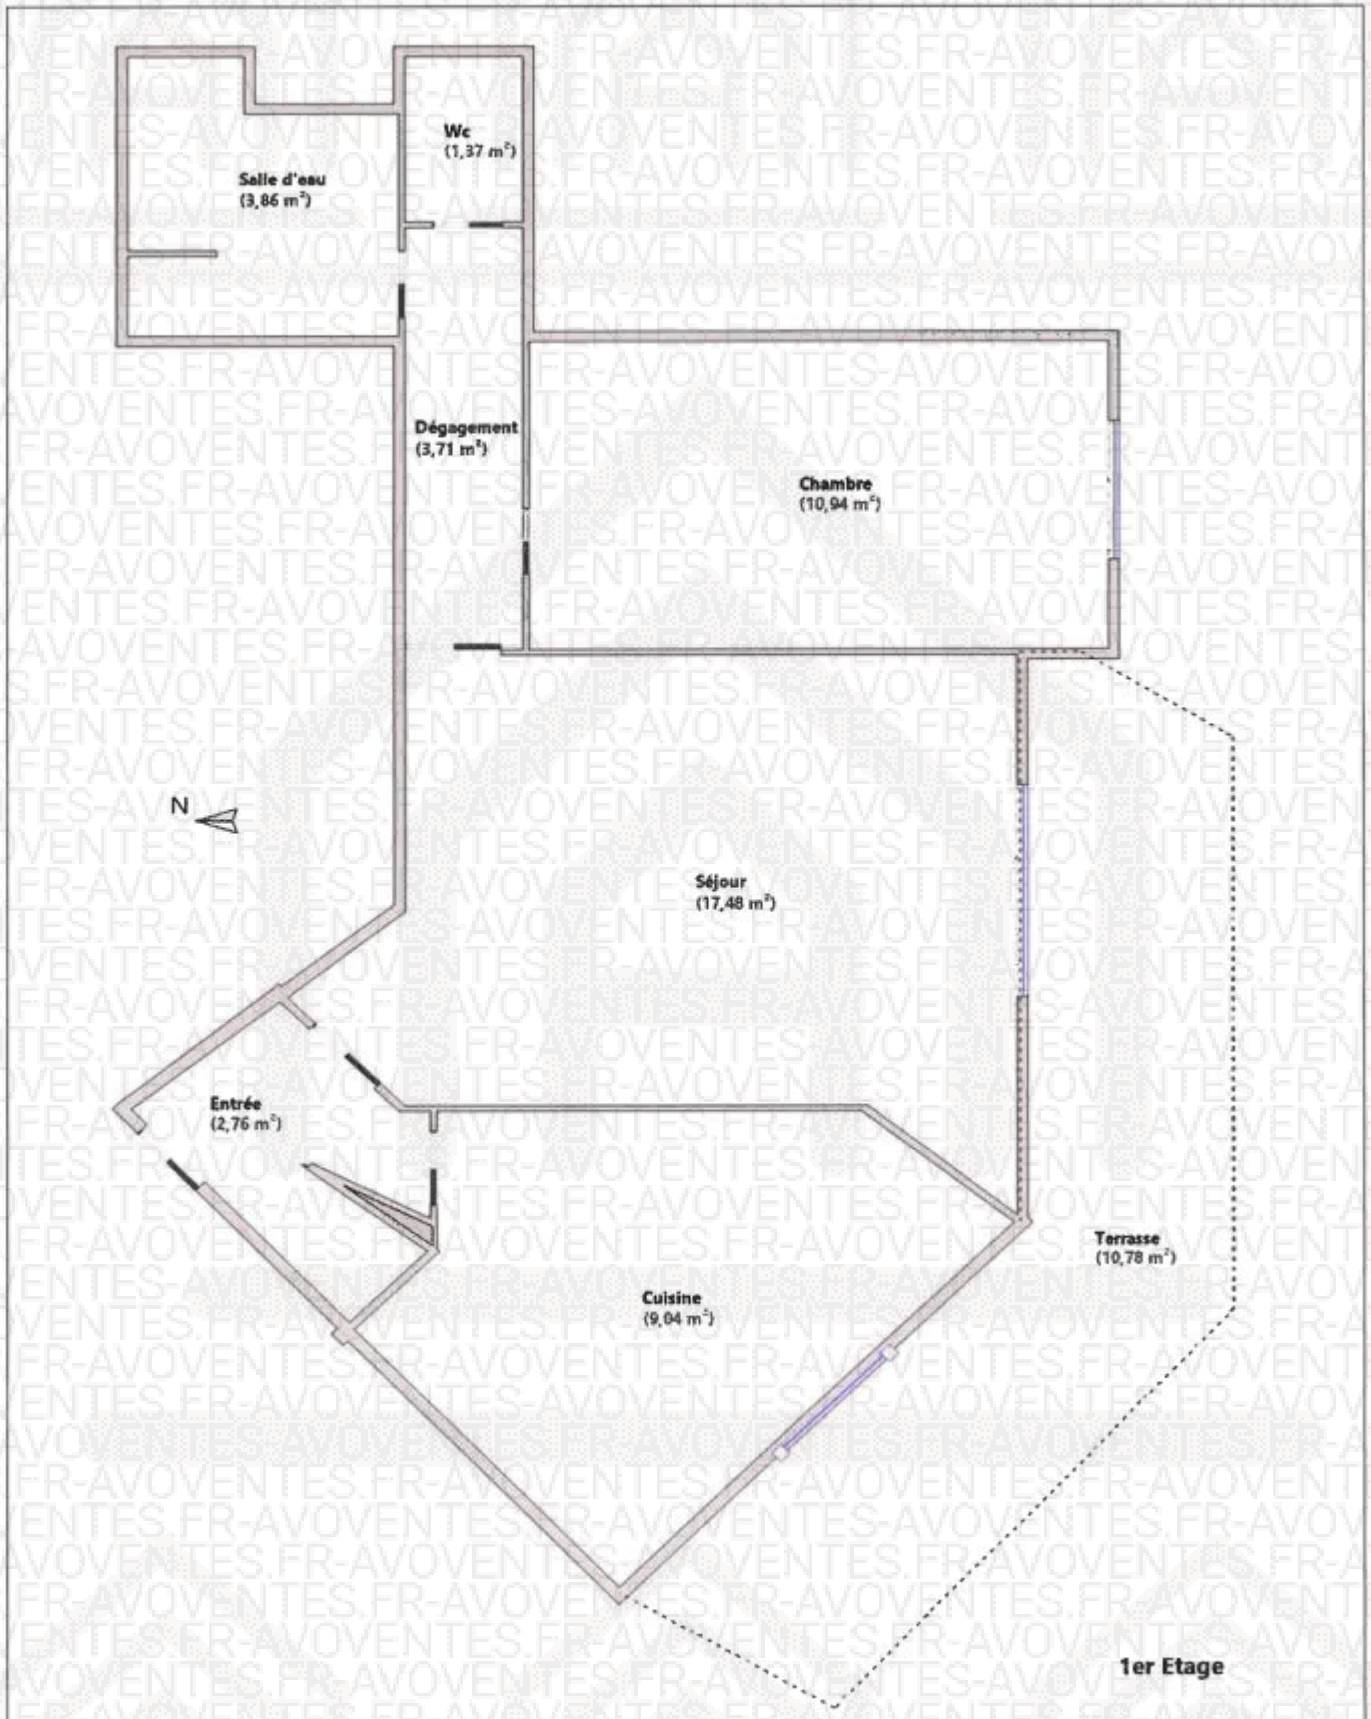 Wc
(1,37 m²)
Salle d'eau
(3,86 m²)
Dégagement
(3,71 m²)
Chambre
(10,94 m²)
N
Séjour
(17,48 m²)
Entrée
(2,76 m²)
Terrasse
(10,78 m²)
Cuisine
(9,04 m²)
1er Etage